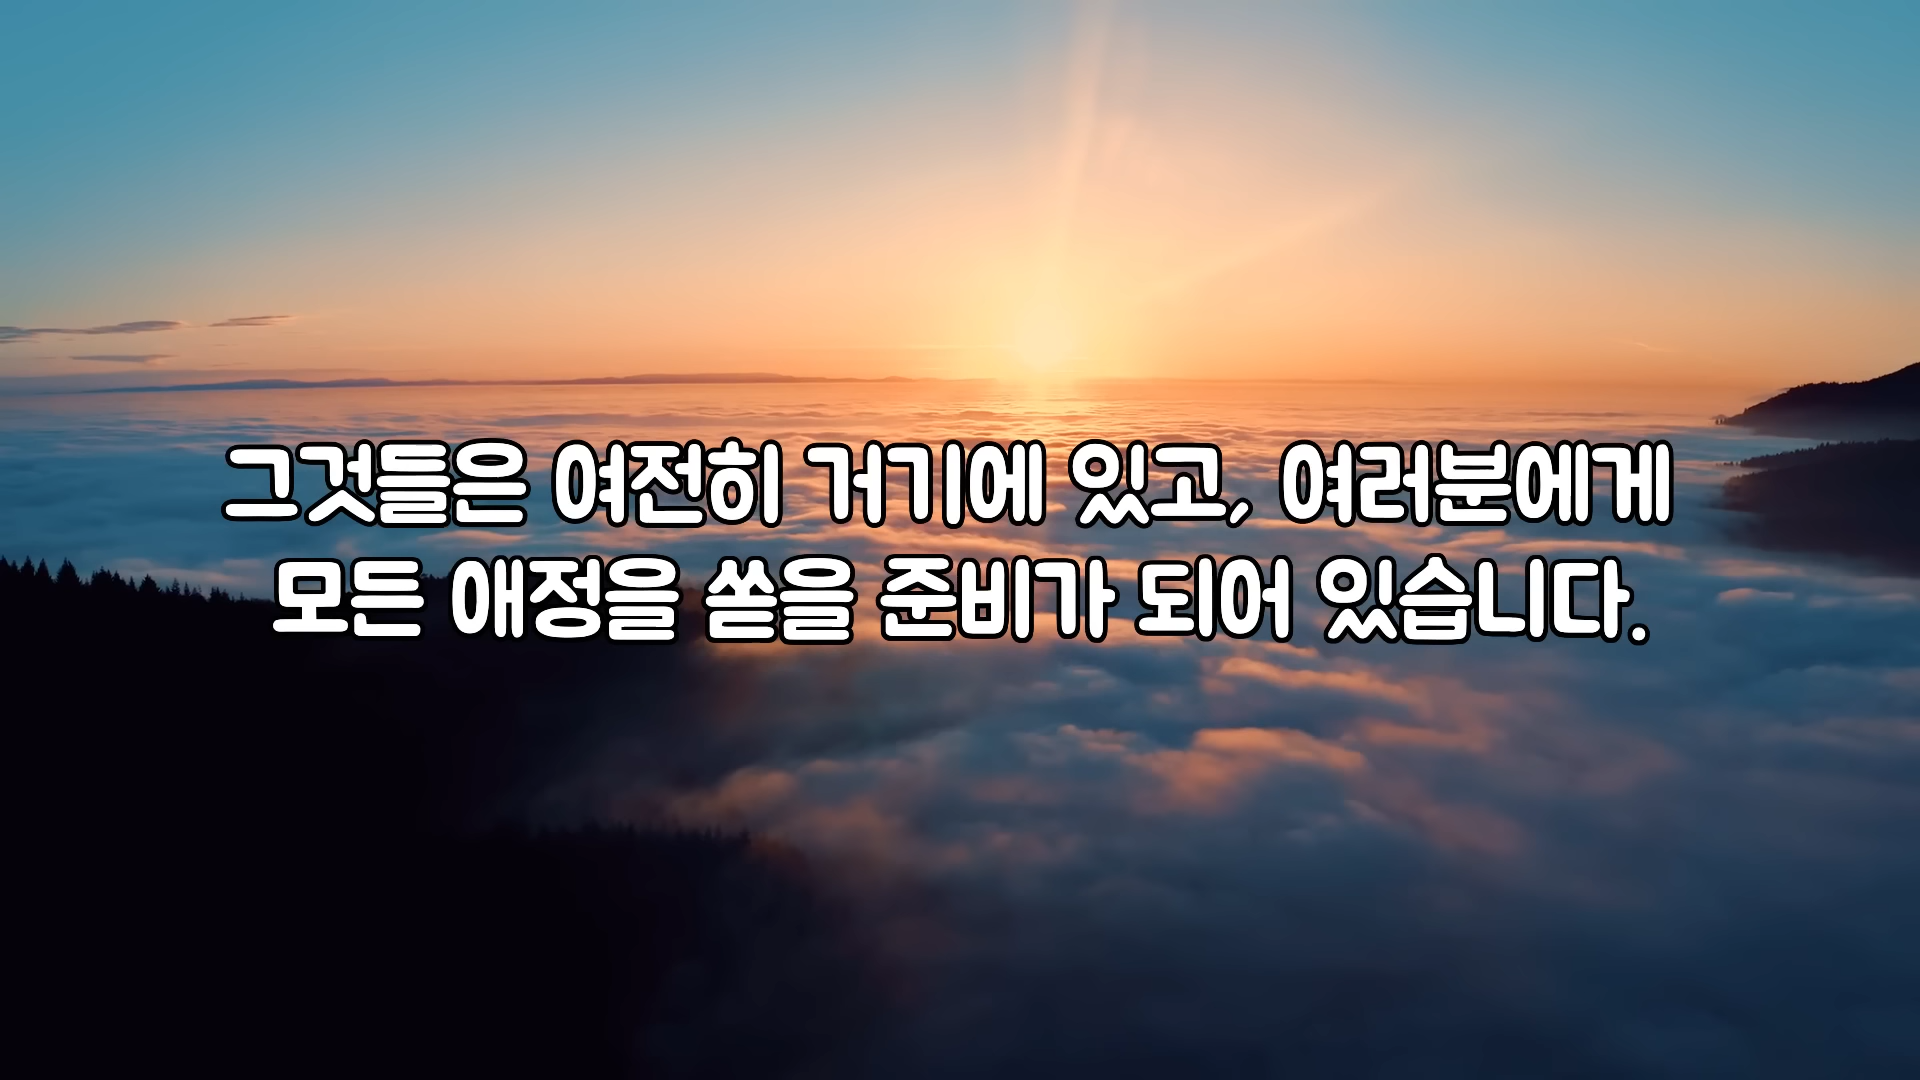 그것들은 여전히 거기에 있고, 여러분에게
모든 애정을 쏟을 준비가 되어 있습니다.